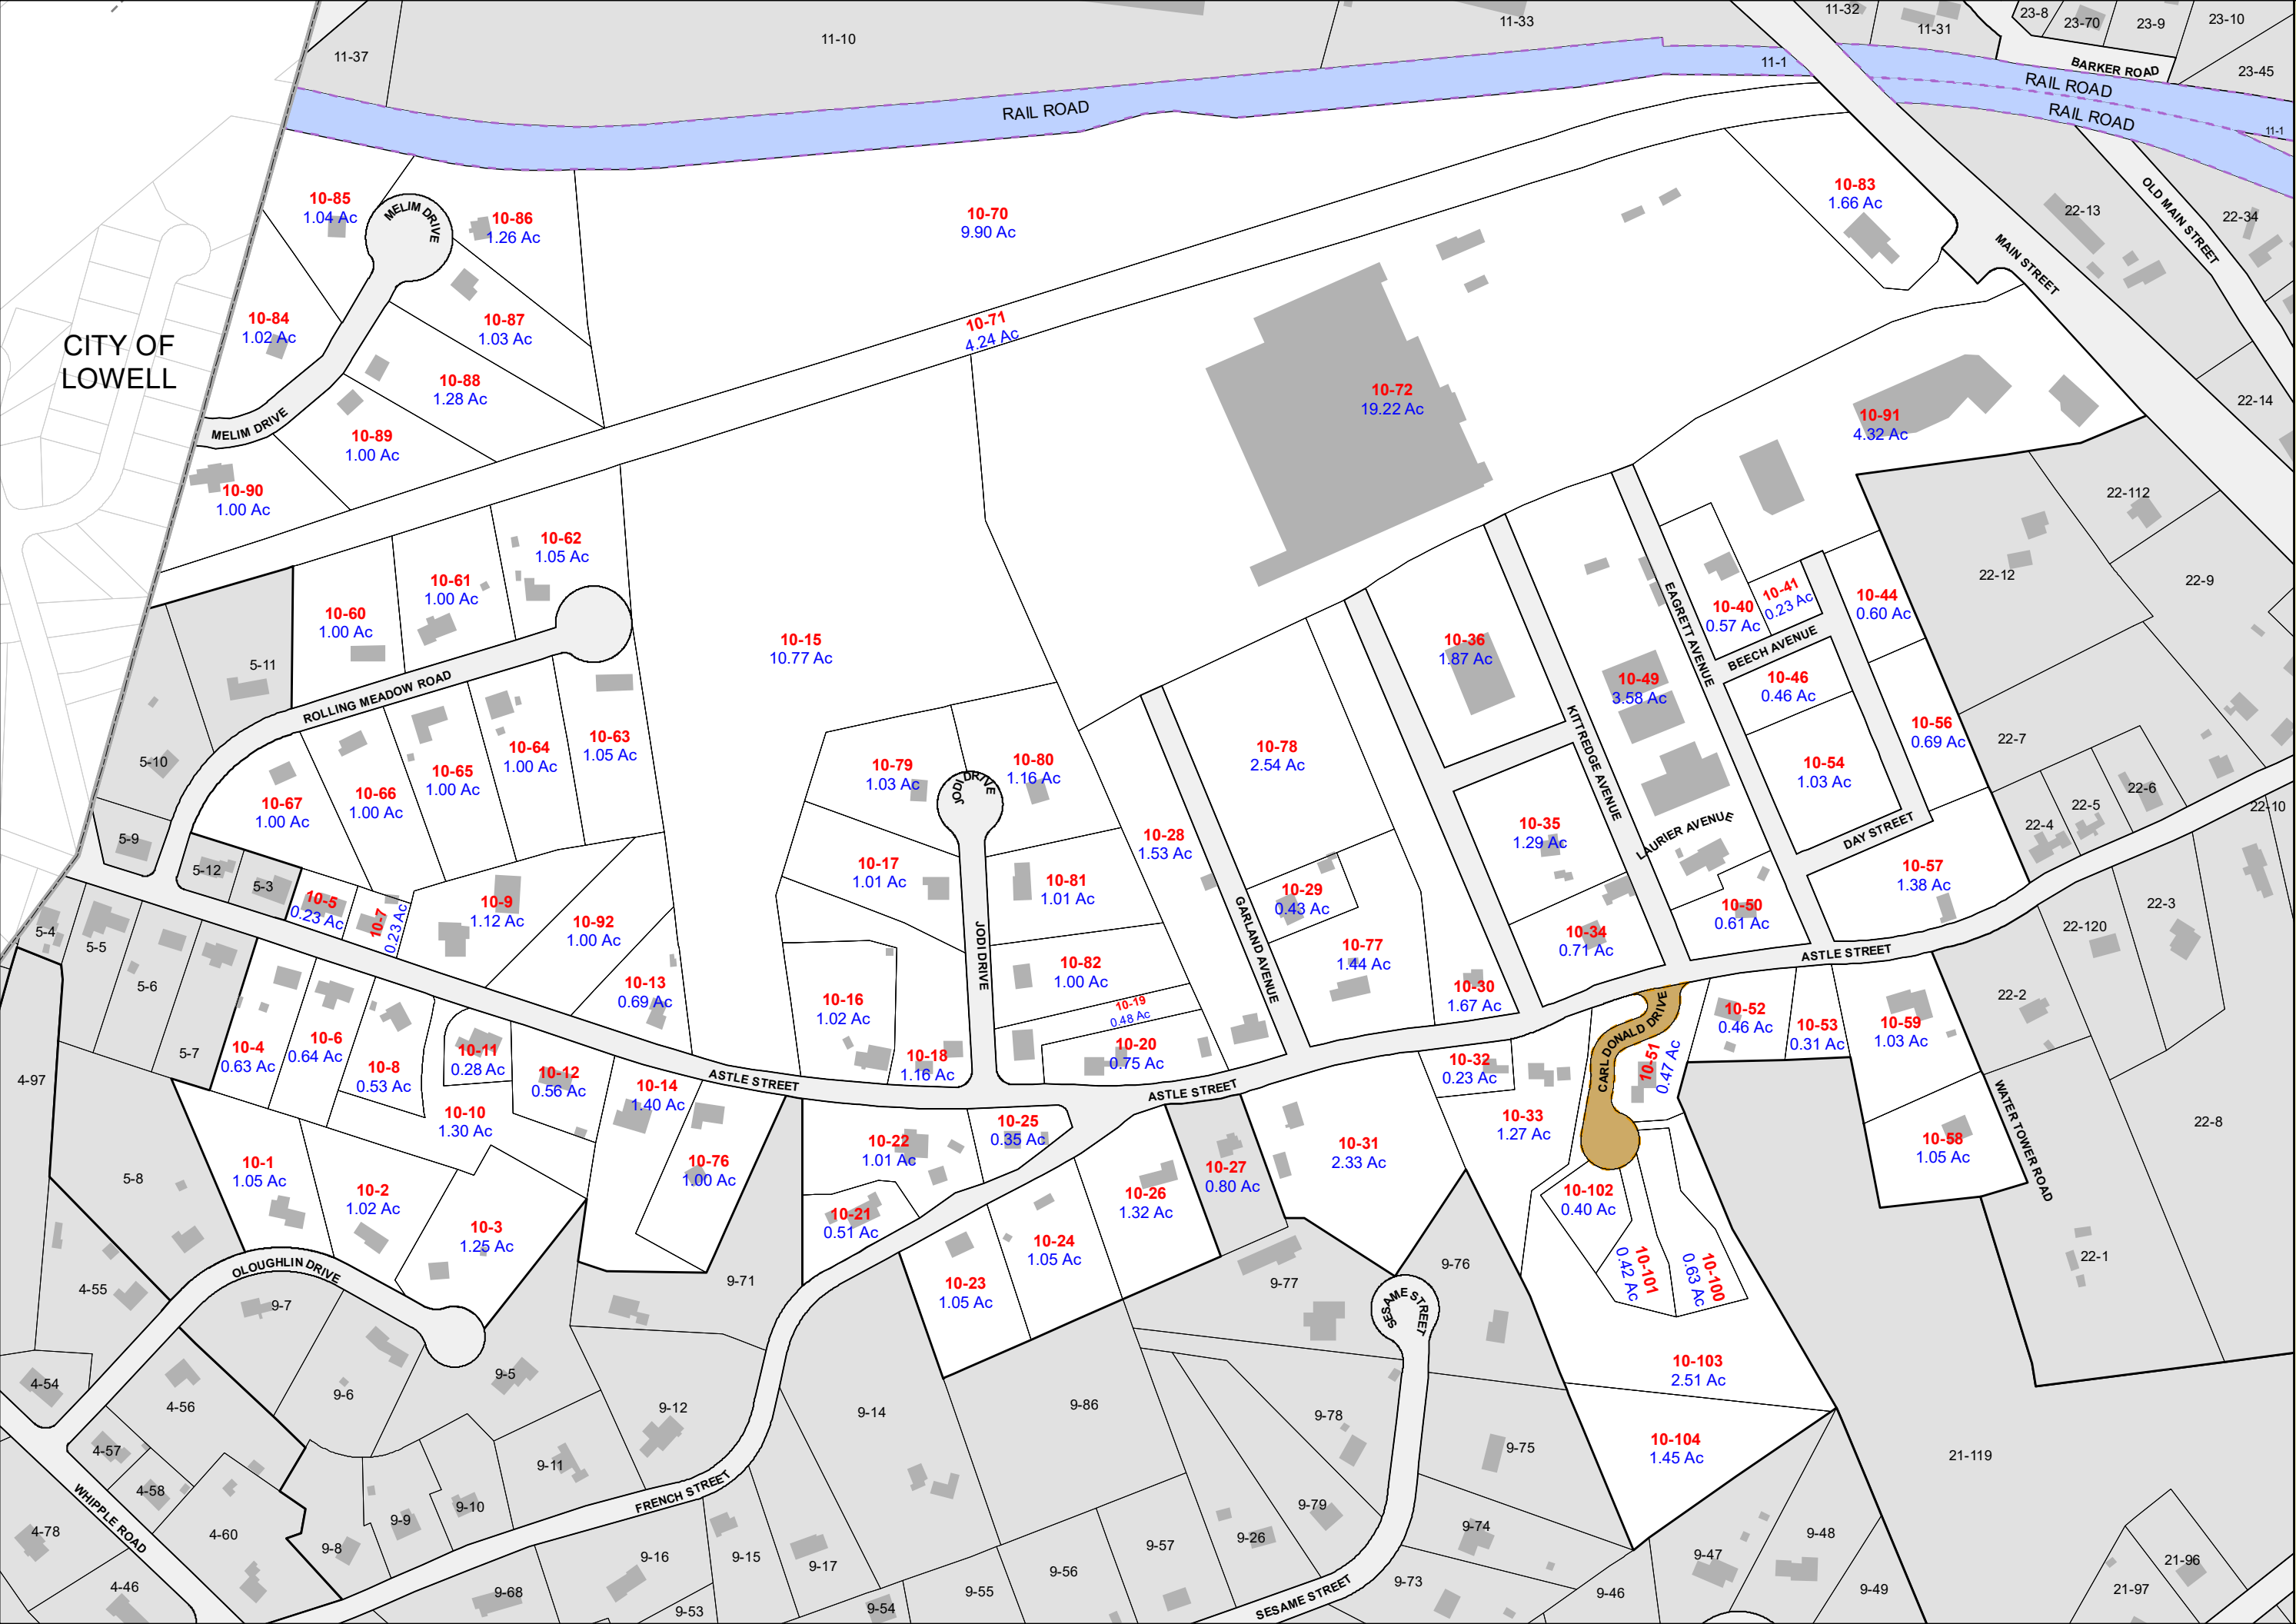 11-37
11-10
11-33
11-32
11-31
23-8
23-70
23-9
23-10
23-45
BARKER ROAD
11-1
RAIL ROAD
RAIL ROAD
RAIL ROAD
11-1
CITY OF
LOWELL
10-85
1.04 Ac
MELIM DRIVE
10-86
1.26 Ac
10-70
9.90 Ac
10-83
1.66 Ac
22-13
OLD MAIN STREET
22-34
MAIN STREET
10-84
1.02 Ac
10-87
1.03 Ac
10-71
4.24 Ac
10-88
1.28 Ac
10-72
19.22 Ac
10-91
4.32 Ac
22-14
MELIM DRIVE
10-89
1.00 Ac
10-90
1.00 Ac
22-112
10-62
1.05 Ac
10-61
1.00 Ac
10-60
1.00 Ac
10-15
10.77 Ac
10-36
1.87 Ac
EAGRETT AVENUE
10-40
0.57 Ac
10-41
0.23 Ac
10-44
0.60 Ac
22-12
22-9
BEECH AVENUE
5-11
5-10
ROLLING MEADOW ROAD
10-49
3.58 Ac
10-46
0.46 Ac
10-56
0.69 Ac
22-7
10-67
1.00 Ac
10-66
1.00 Ac
10-65
1.00 Ac
10-64
1.00 Ac
10-63
1.05 Ac
10-79
1.03 Ac
JODI DRIVE
10-80
1.16 Ac
10-78
2.54 Ac
KITTREDGE AVENUE
10-54
1.03 Ac
22-6
22-5
22-4
22-10
5-9
5-12
5-3
10-5
0.23 Ac
10-7
0.23 Ac
10-9
1.12 Ac
10-92
1.00 Ac
10-17
1.01 Ac
10-81
1.01 Ac
10-28
1.53 Ac
10-29
0.43 Ac
10-35
1.29 Ac
LAURIER AVENUE
DAY STREET
10-57
1.38 Ac
10-50
0.61 Ac
22-3
22-120
5-4
5-5
5-6
5-7
10-13
0.69 Ac
10-16
1.02 Ac
JODI DRIVE
10-82
1.00 Ac
GARLAND AVENUE
10-77
1.44 Ac
10-34
0.71 Ac
10-30
1.67 Ac
ASTLE STREET
22-2
10-4
0.63 Ac
10-6
0.64 Ac
10-8
0.53 Ac
10-11
0.28 Ac
10-12
0.56 Ac
10-14
1.40 Ac
ASTLE STREET
10-18
1.16 Ac
10-19
0.48 Ac
10-20
0.75 Ac
ASTLE STREET
10-32
0.23 Ac
CARL DONALD DRIVE
10-51
0.47 Ac
10-52
0.46 Ac
10-53
0.31 Ac
10-59
1.03 Ac
4-97
5-8
10-10
1.30 Ac
10-1
1.05 Ac
10-2
1.02 Ac
10-3
1.25 Ac
10-76
1.00 Ac
10-22
1.01 Ac
10-25
0.35 Ac
10-21
0.51 Ac
10-26
1.32 Ac
10-27
0.80 Ac
10-31
2.33 Ac
10-33
1.27 Ac
10-102
0.40 Ac
10-58
1.05 Ac
WATER TOWER ROAD
22-8
22-1
4-55
OLOUGHLIN DRIVE
9-7
9-71
10-23
1.05 Ac
10-24
1.05 Ac
9-77
SESAME STREET
9-76
10-101
0.42 Ac
10-100
0.63 Ac
10-103
2.51 Ac
4-54
4-56
9-6
9-5
9-12
9-14
9-86
9-78
9-75
10-104
1.45 Ac
21-119
4-57
4-58
4-60
WHIPPLE ROAD
4-78
4-46
9-11
9-10
9-9
9-8
FRENCH STREET
9-68
9-16
9-15
9-17
9-53
9-54
9-55
9-56
9-57
9-26
9-79
SESAME STREET
9-74
9-73
9-46
9-47
9-48
9-49
21-96
21-97